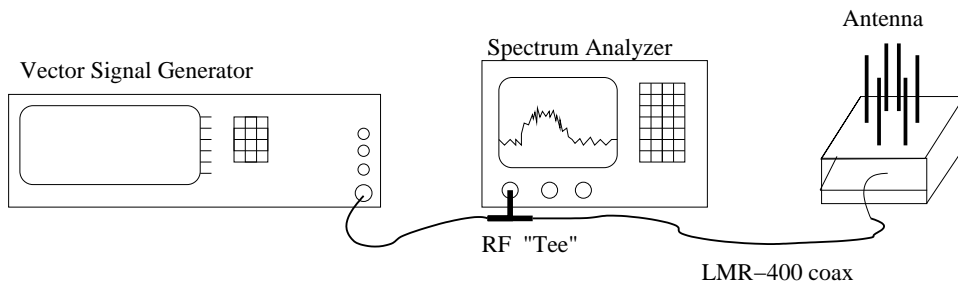 Antenna
Spectrum Analyzer
Vector Signal Generator
RF "Tee"
LMR−400 coax